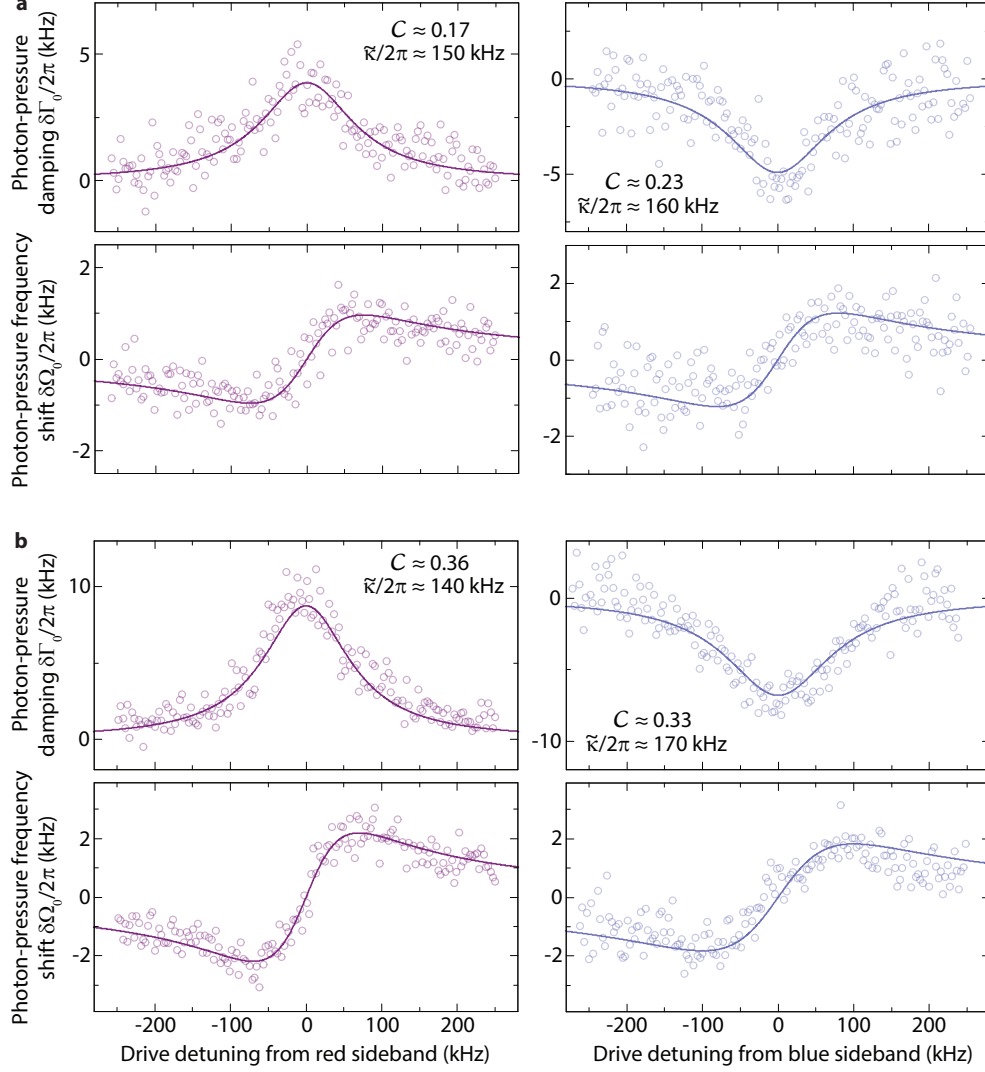 a
Photon-pressure
damping δΓ₀/2π (kHz)
5
0
C ≈ 0.17
κ̃/2π ≈ 150 kHz
0
-5
C ≈ 0.23
κ̃/2π ≈ 160 kHz
Photon-pressure frequency
shift δΩ₀/2π (kHz)
2
0
-2
2
0
-2
b
Photon-pressure
damping δΓ₀/2π (kHz)
10
0
C ≈ 0.36
κ̃/2π ≈ 140 kHz
0
-10
C ≈ 0.33
κ̃/2π ≈ 170 kHz
Photon-pressure frequency
shift δΩ₀/2π (kHz)
2
0
-2
2
0
-2
-200 -100 0 100 200
-200 -100 0 100 200
Drive detuning from red sideband (kHz)
Drive detuning from blue sideband (kHz)